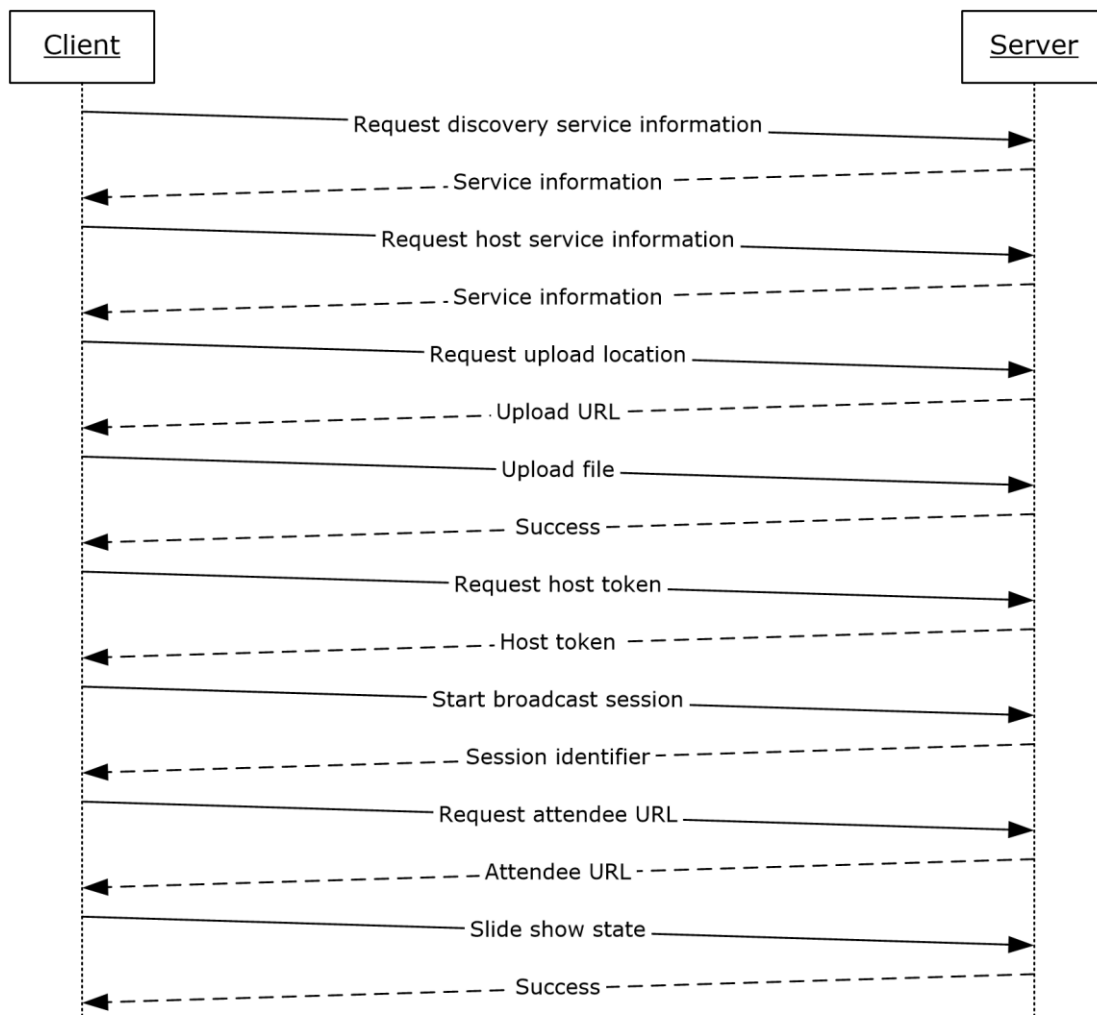 Client
Server
Request discovery service information
Service information
Request host service information
Service information
Request upload location
Upload URL
Upload file
Success
Request host token
Host token
Start broadcast session
Session identifier
Request attendee URL
Attendee URL
Slide show state
Success